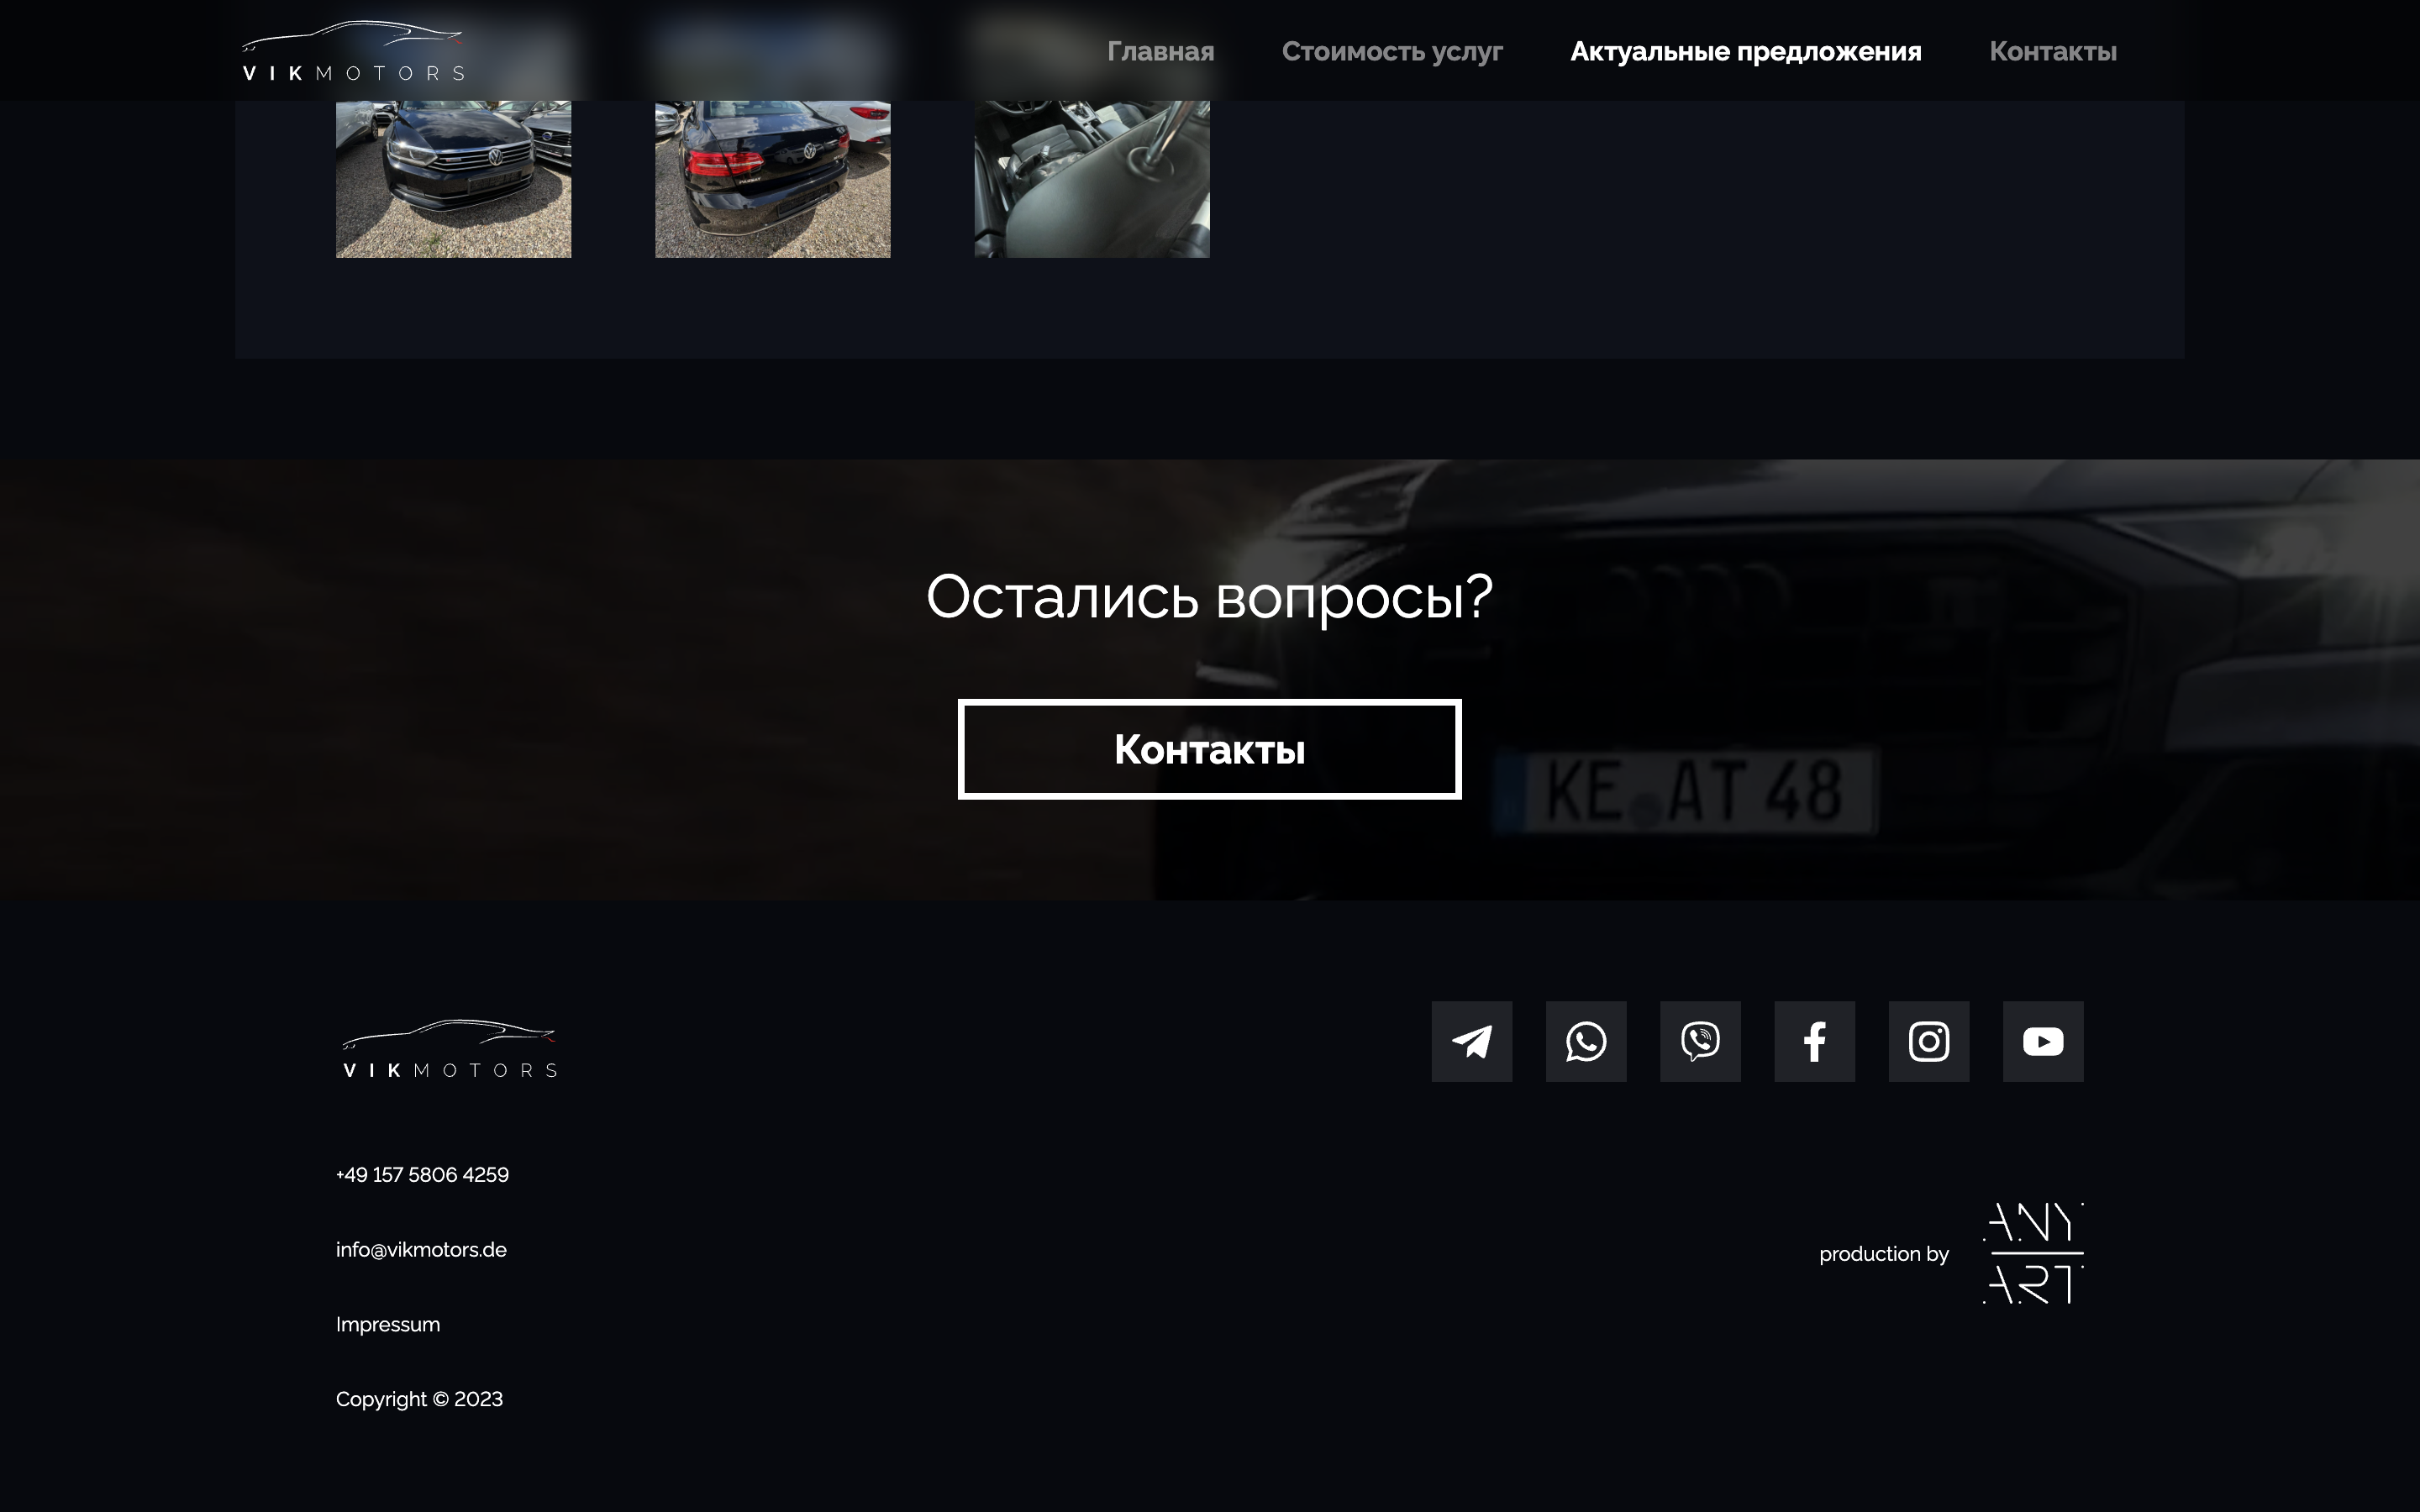 VIKMOTORS
Главная
Стоимость услуг
Актуальные предложения
Контакты
Остались вопросы?
Контакты
KE AT 48
VIKMOTORS
+49 157 5806 4259
info@vikmotors.de
Impressum
Copyright © 2023
production by
ANY
ART